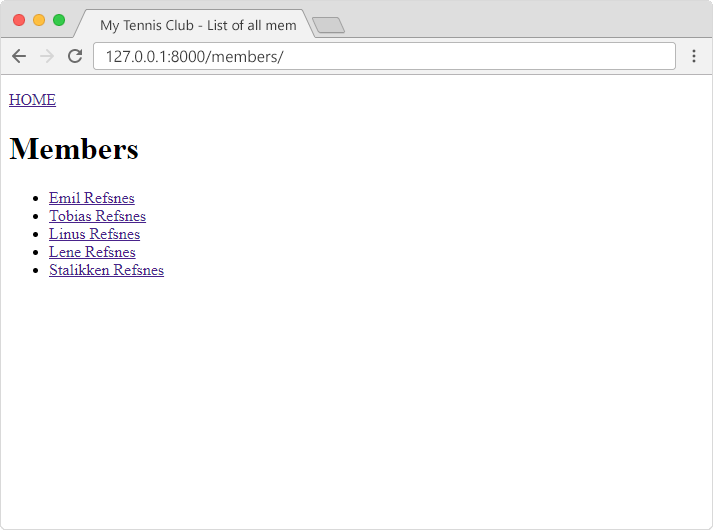 My Tennis Club - List of all mem
127.0.0.1:8000/members/
HOME
Members
Emil Refsnes
Tobias Refsnes
Linus Refsnes
Lene Refsnes
Stalikken Refsnes